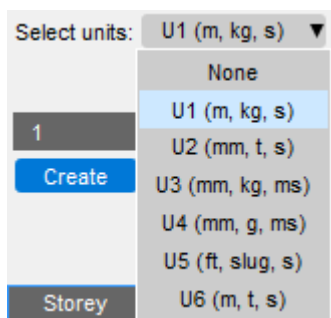 Select units: U1 (m, kg, s) ▼
None
U1 (m, kg, s)
1
U2 (mm, t, s)
Create
U3 (mm, kg, ms)
U4 (mm, g, ms)
U5 (ft, slug, s)
Storey
U6 (m, t, s)